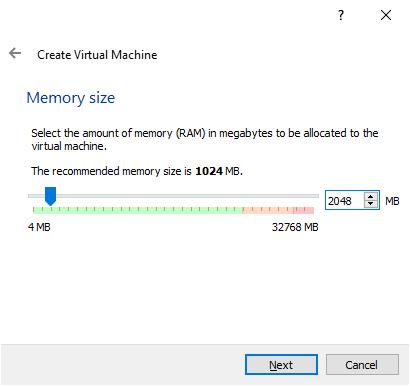 ?
Create Virtual Machine
Memory size
Select the amount of memory (RAM) in megabytes to be allocated to the
virtual machine.
The recommended memory size is 1024 MB.
2048 MB
4 MB 32768 MB
Next Cancel